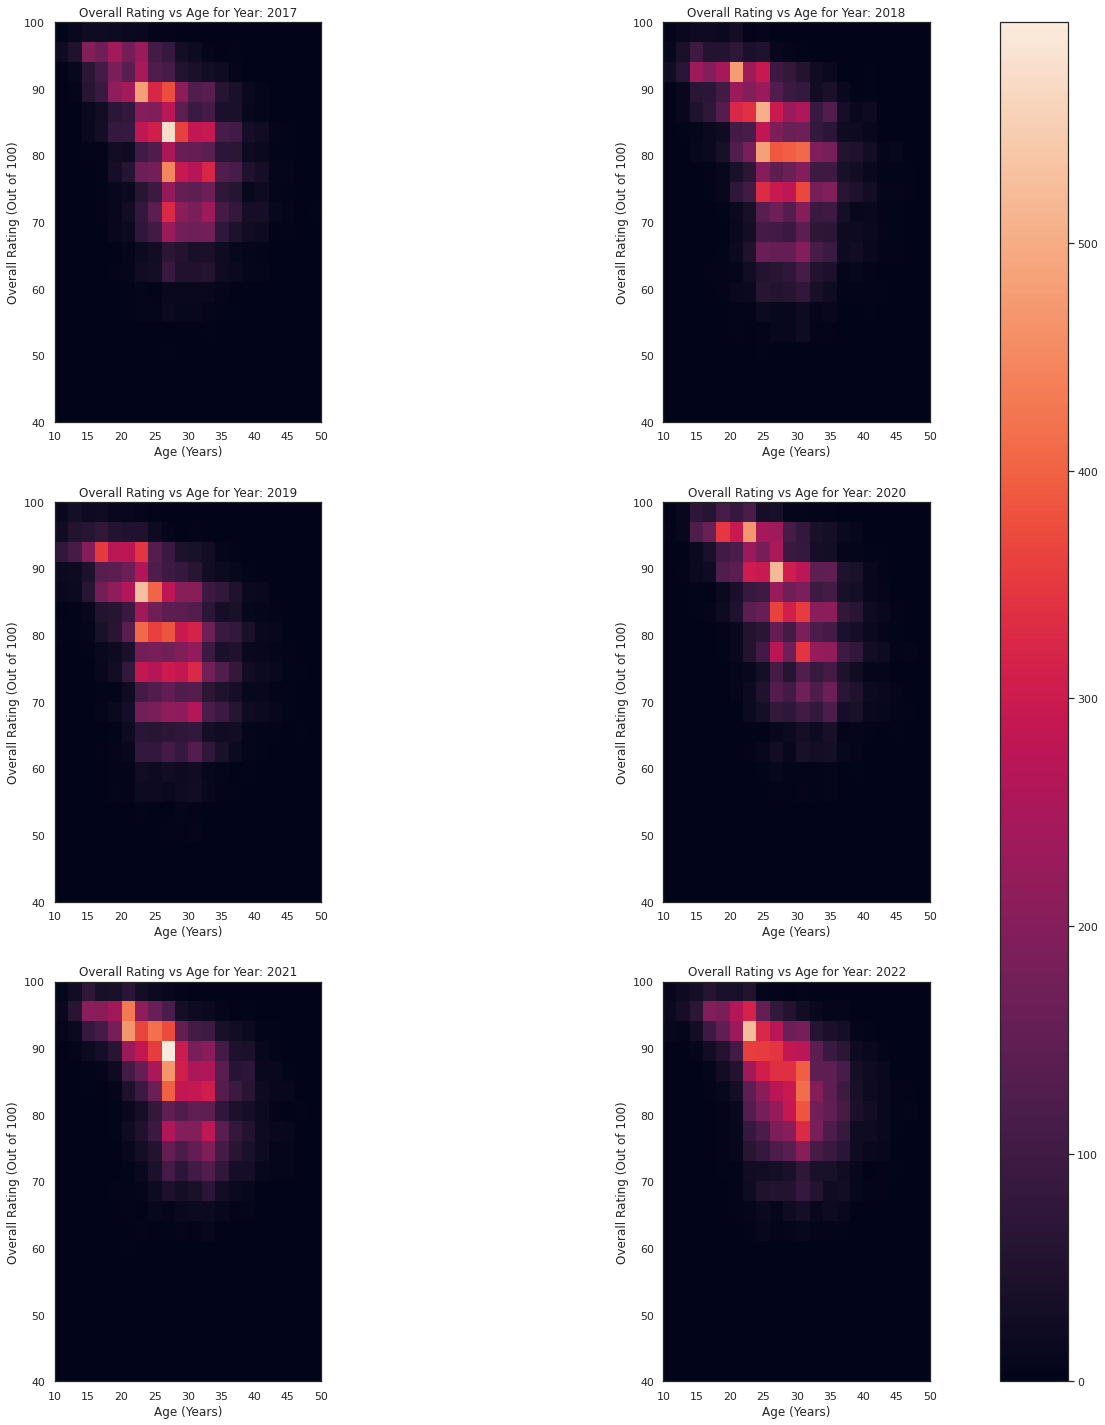 Overall Rating vs Age for Year: 2017
Overall Rating (Out of 100)
100
90
80
70
60
50
40
10 15 20 25 30 35 40 45 50
Age (Years)
Overall Rating vs Age for Year: 2018
Overall Rating (Out of 100)
100
90
80
70
60
50
40
10 15 20 25 30 35 40 45 50
Age (Years)
Overall Rating vs Age for Year: 2019
Overall Rating (Out of 100)
100
90
80
70
60
50
40
10 15 20 25 30 35 40 45 50
Age (Years)
Overall Rating vs Age for Year: 2020
Overall Rating (Out of 100)
100
90
80
70
60
50
40
10 15 20 25 30 35 40 45 50
Age (Years)
Overall Rating vs Age for Year: 2021
Overall Rating (Out of 100)
100
90
80
70
60
50
40
10 15 20 25 30 35 40 45 50
Age (Years)
Overall Rating vs Age for Year: 2022
Overall Rating (Out of 100)
100
90
80
70
60
50
40
10 15 20 25 30 35 40 45 50
Age (Years)
500
400
300
200
100
0